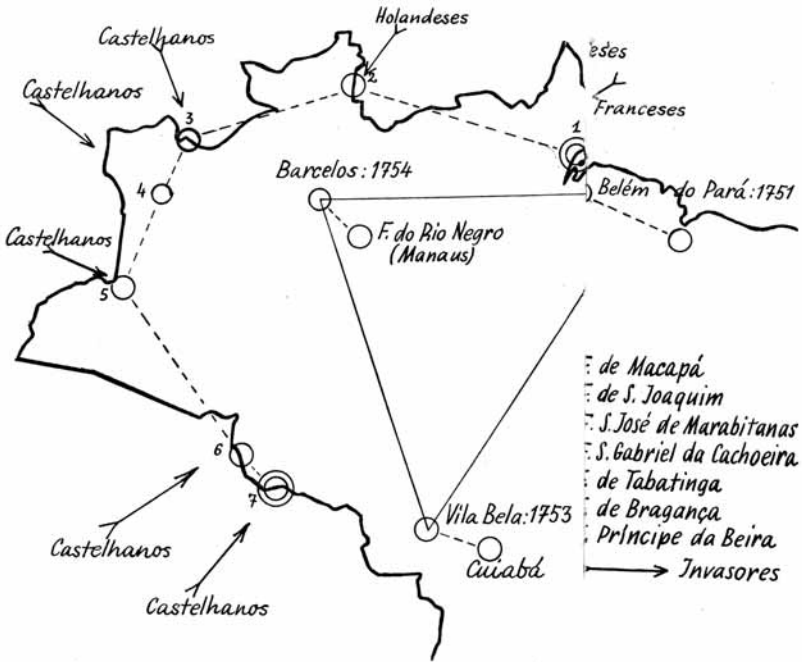 Holandeses
Castelhanos
eses
Castelhanos
2
Franceses
3
1
Barcelos: 1754
Belém do Pará: 1751
4
F. do Rio Negro
(Manaus)
Castelhanos
5
de Macapá
de S. Joaquim
F. S. José de Marabitanas
F. S. Gabriel da Cachoeira
de Tabatinga
6
de Bragança
7
Vila Bela: 1753
Príncipe da Beira
Castelhanos
Cuiabá
Invasores
Castelhanos